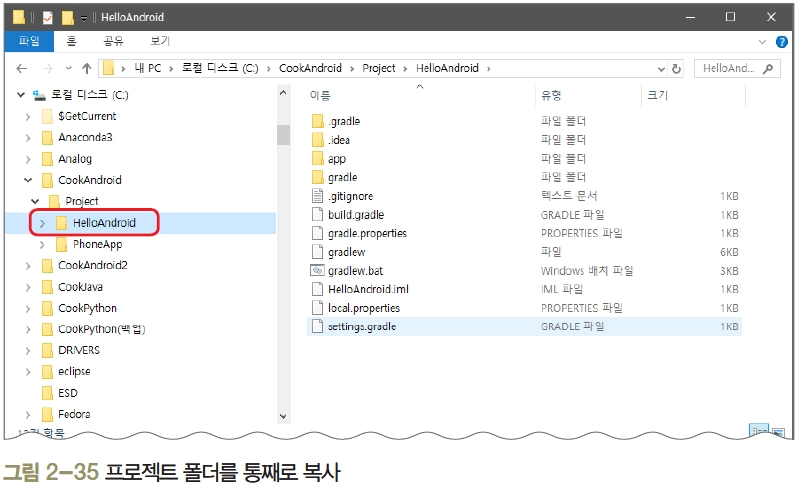 HelloAndroid
파일 홈 공유 보기
내 PC > 로컬 디스크 (C:) > CookAndroid > Project > HelloAndroid > HelloAnd...
로컬 디스크 (C:)
$GetCurrent
Anaconda3
Analog
CookAndroid
Project
HelloAndroid
PhoneApp
CookAndroid2
CookJava
CookPython
CookPython(백업)
DRIVERS
eclipse
ESD
Fedora
이름 유형 크기
.gradle 파일 폴더
.idea 파일 폴더
app 파일 폴더
gradle 파일 폴더
.gitignore 텍스트 문서 1KB
build.gradle GRADLE 파일 1KB
gradle.properties PROPERTIES 파일 1KB
gradlew 파일 6KB
gradlew.bat Windows 배치 파일 3KB
HelloAndroid.iml IML 파일 1KB
local.properties PROPERTIES 파일 1KB
settings.gradle GRADLE 파일 1KB
항목
그림 2-35 프로젝트 폴더를 통째로 복사